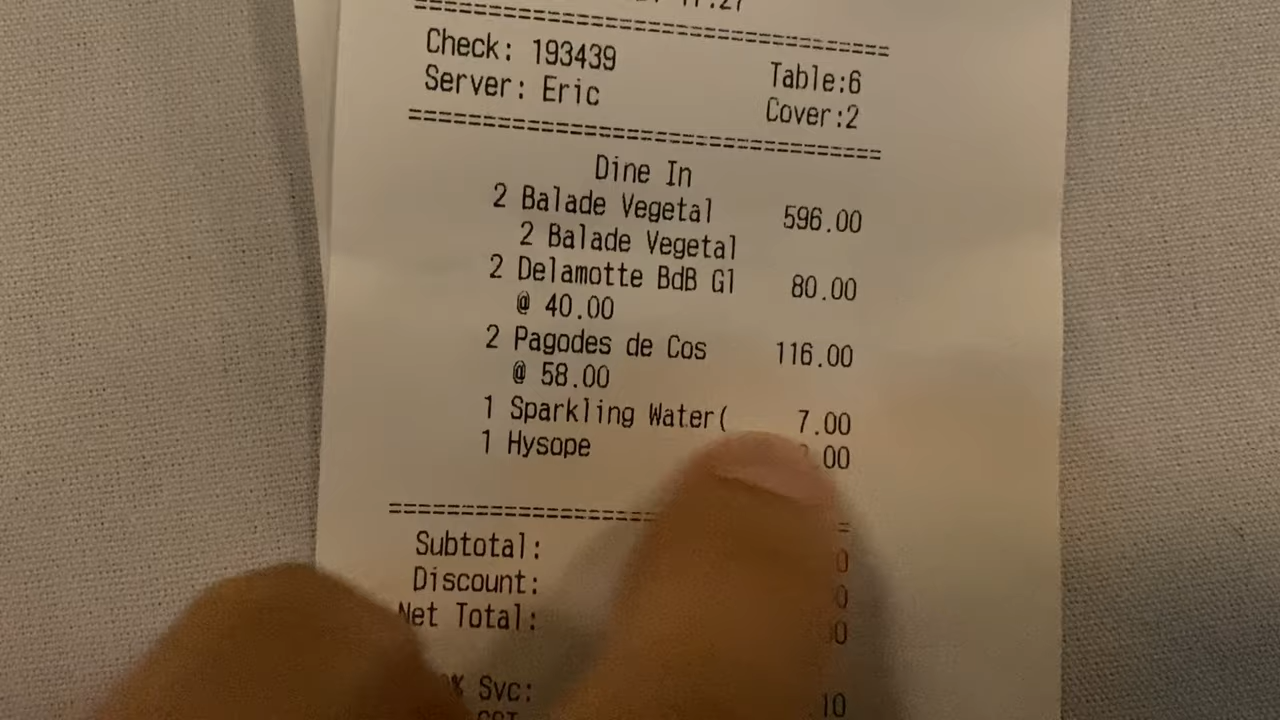 ================================
Check: 193439 Table:6
Server: Eric Cover:2
================================
Dine In
2 Balade Vegetal 596.00
2 Balade Vegetal
2 Delamotte BdB Gl 80.00
@ 40.00
2 Pagodes de Cos 116.00
@ 58.00
1 Sparkling Water( 7.00
1 Hysope .00
Subtotal:
Discount:
Net Total:
% Svc: